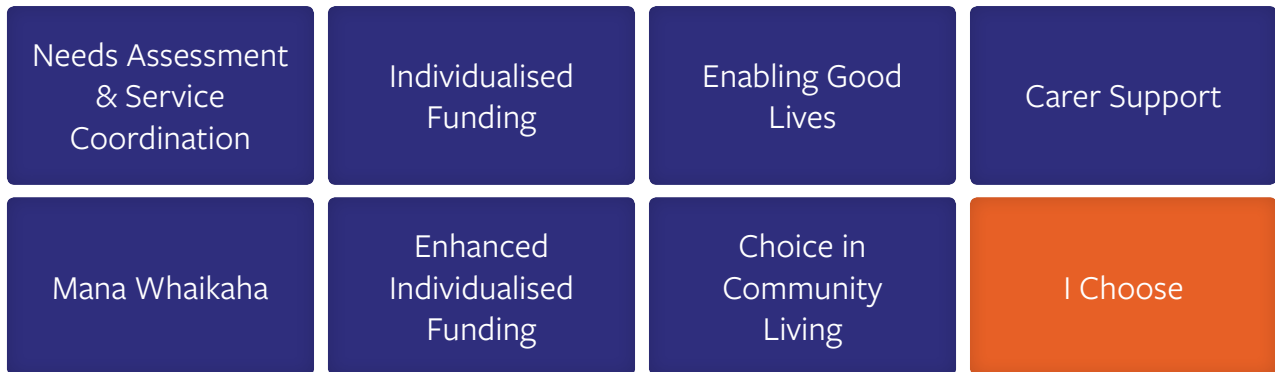 Needs Assessment
& Service
Coordination
Individualised
Funding
Enabling Good
Lives
Carer Support
Mana Whaikaha
Enhanced
Individualised
Funding
Choice in
Community
Living
I Choose